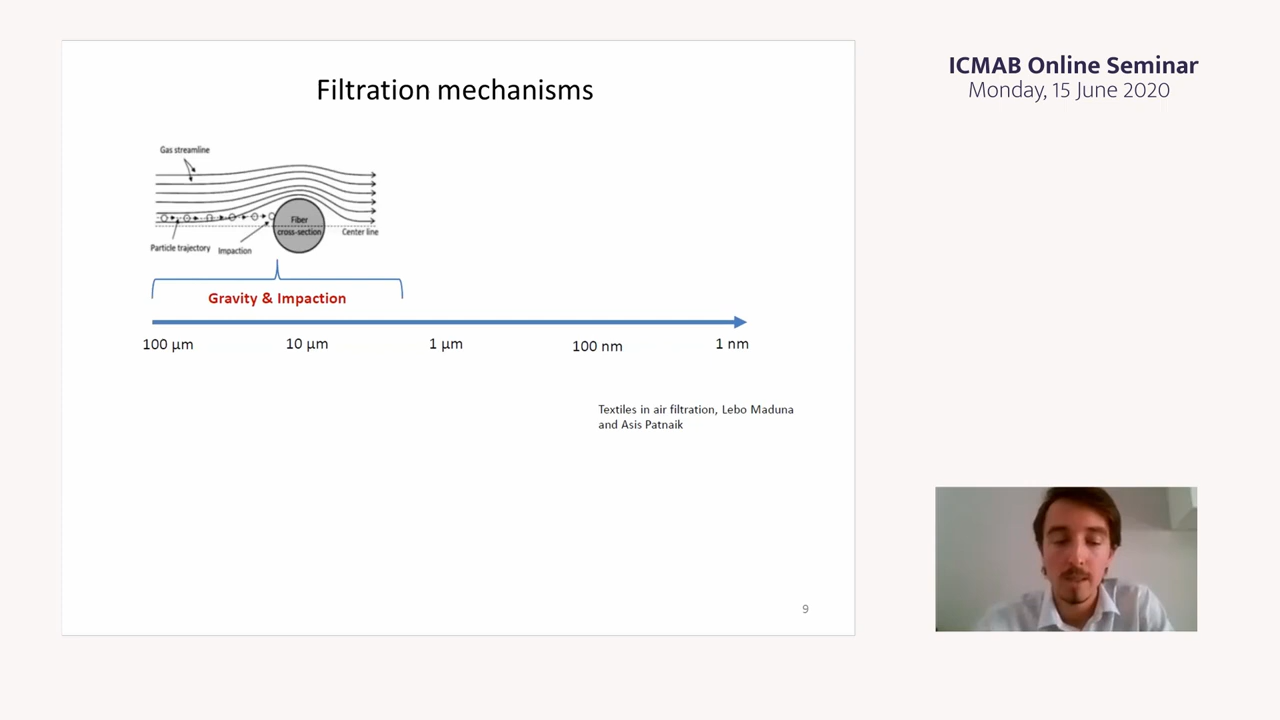 Filtration mechanisms
Gas streamline
Fiber
cross-section
Center line
Particle trajectory
Impaction
Gravity & Impaction
100 µm
10 µm
1 µm
100 nm
1 nm
Textiles in air filtration, Lebo Maduna
and Asis Patnaik
9
ICMAB Online Seminar
Monday, 15 June 2020